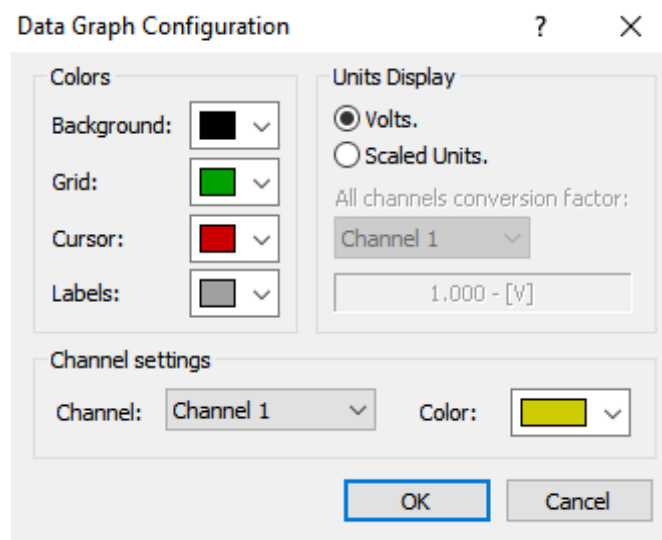 Data Graph Configuration ? ×
Colors
Background:
Grid:
Cursor:
Labels:
Units Display
Volts.
Scaled Units.
All channels conversion factor:
Channel 1
1.000 - [V]
Channel settings
Channel: Channel 1 Color:
OK Cancel